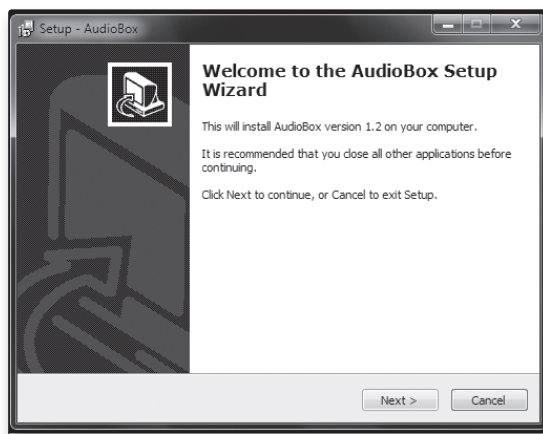 Setup - AudioBox
Welcome to the AudioBox Setup
Wizard
This will install AudioBox version 1.2 on your computer.
It is recommended that you close all other applications before
continuing.
Click Next to continue, or Cancel to exit Setup.
Next >
Cancel